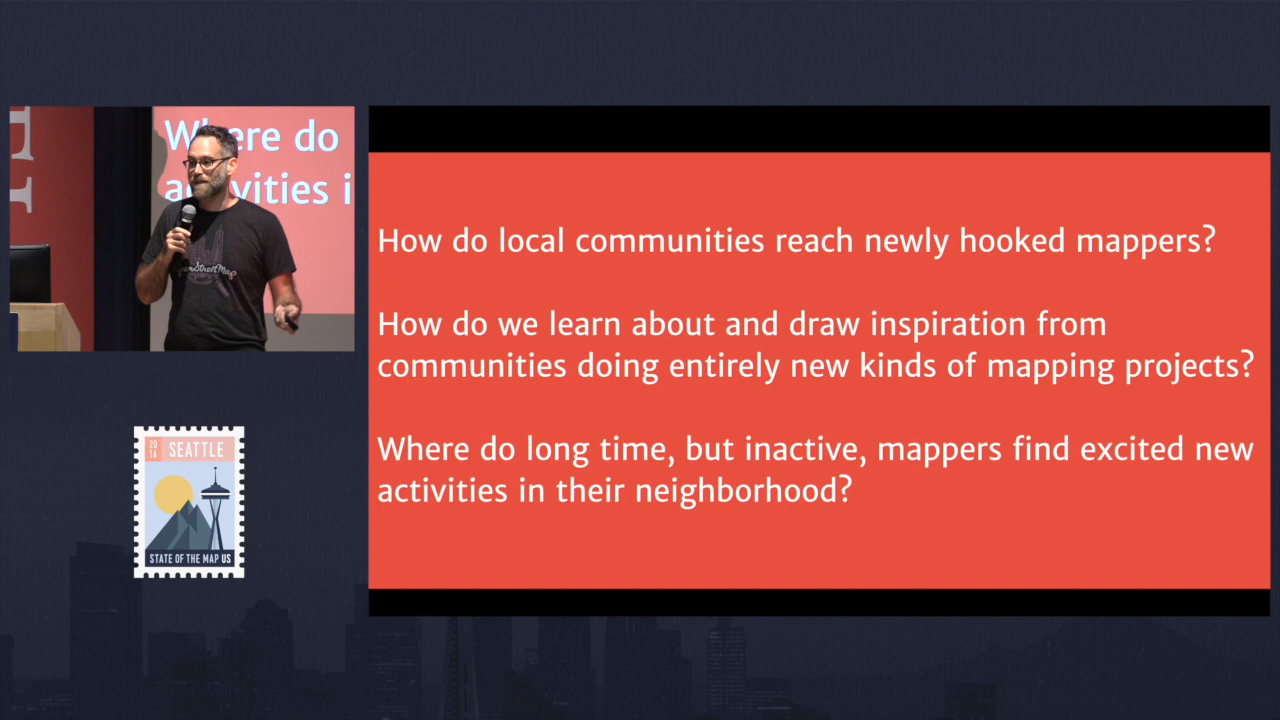 Where do
activities i
OpenStreetMap
How do local communities reach newly hooked mappers?
How do we learn about and draw inspiration from
communities doing entirely new kinds of mapping projects?
Where do long time, but inactive, mappers find excited new
activities in their neighborhood?
20
16
SEATTLE
STATE OF THE MAP US